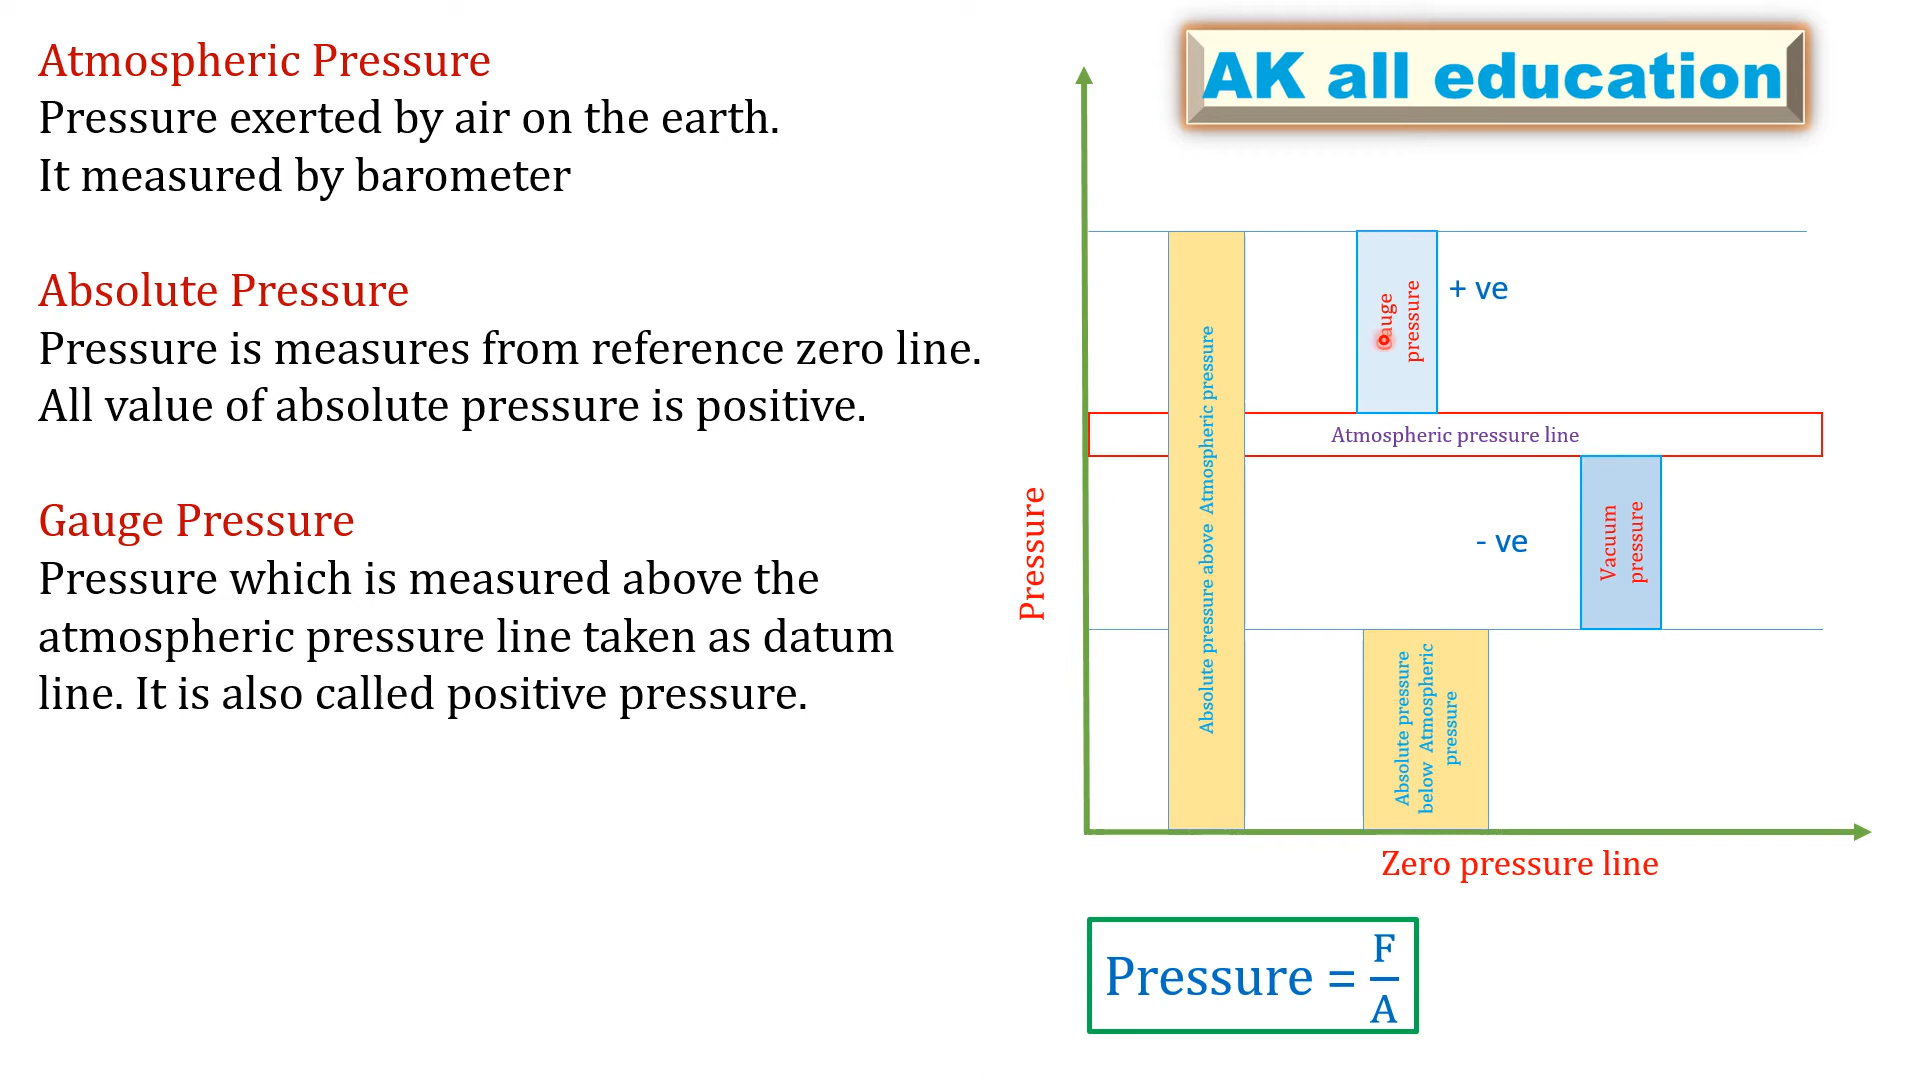 Atmospheric Pressure
Pressure exerted by air on the earth.
It measured by barometer
Absolute Pressure
Pressure is measures from reference zero line.
All value of absolute pressure is positive.
Gauge Pressure
Pressure which is measured above the
atmospheric pressure line taken as datum
line. It is also called positive pressure.
AK all education
Pressure
Absolute pressure above Atmospheric pressure
Gauge
pressure
+ ve
Atmospheric pressure line
- ve
Vacuum
pressure
Absolute pressure
below Atmospheric
pressure
Zero pressure line
Pressure = F/A